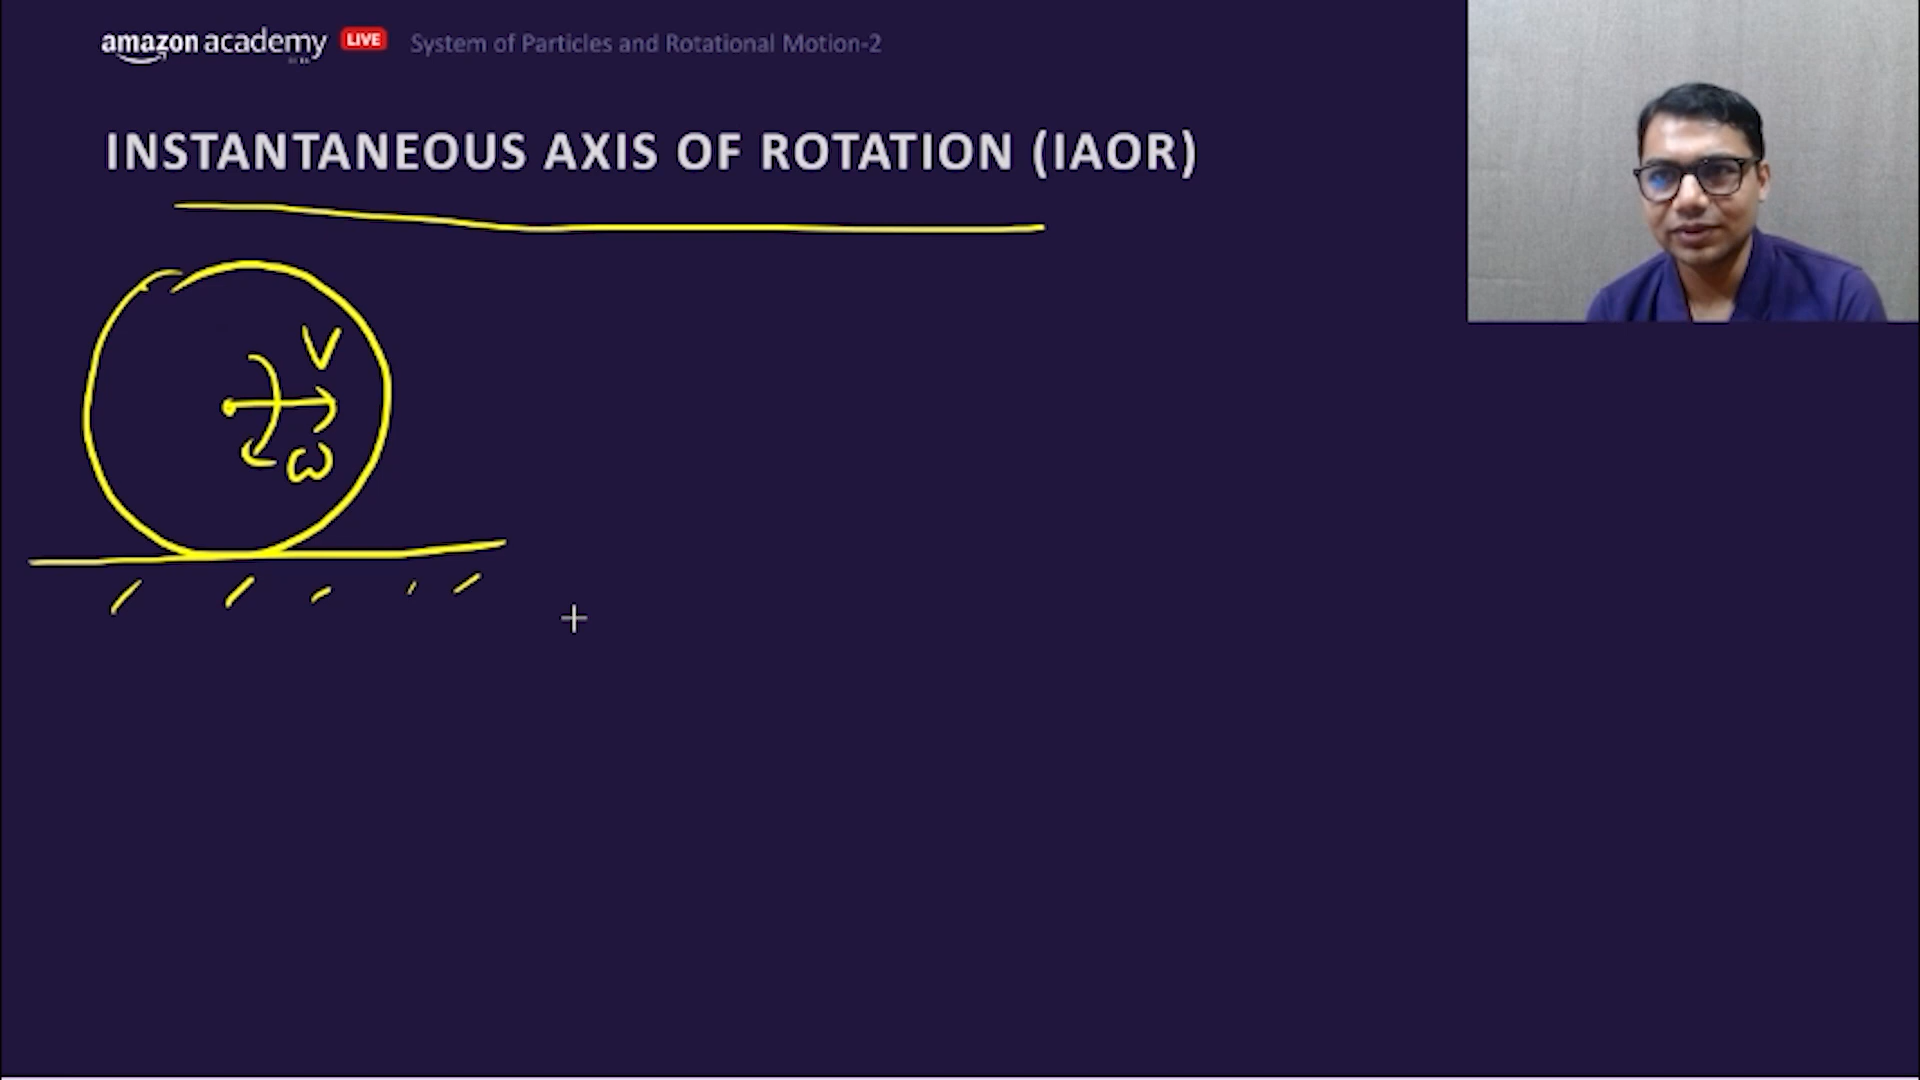 amazon academy LIVE System of Particles and Rotational Motion-2
INSTANTANEOUS AXIS OF ROTATION (IAOR)
V
ω